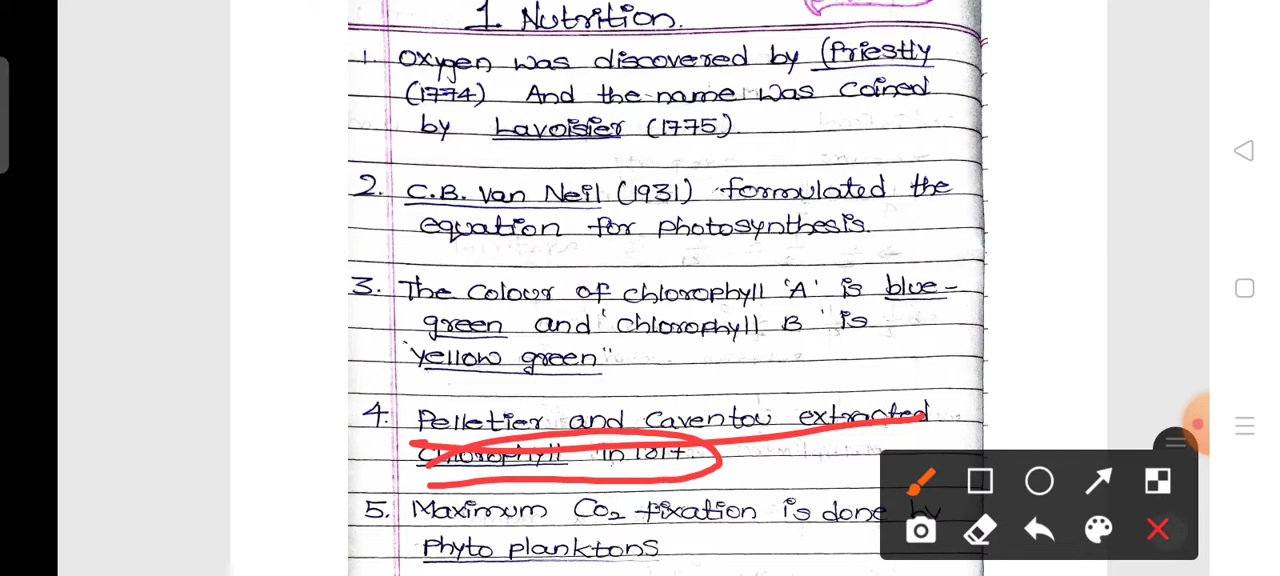 1. Nutrition.
1. Oxygen was discovered by (Priestly
(1774) And the name was coined
by Lavoisier (1775).
2. C.B. Van Neil (1931) formulated the
equation for photosynthesis.
3. The Colour of chlorophyll 'A' is blue-
green and 'chlorophyll B' is
"yellow green"
4. Pelletier and Caventou extracted
Chlorophyll in 1817
5. Maximum CO2 fixation is done by
Phyto planktons